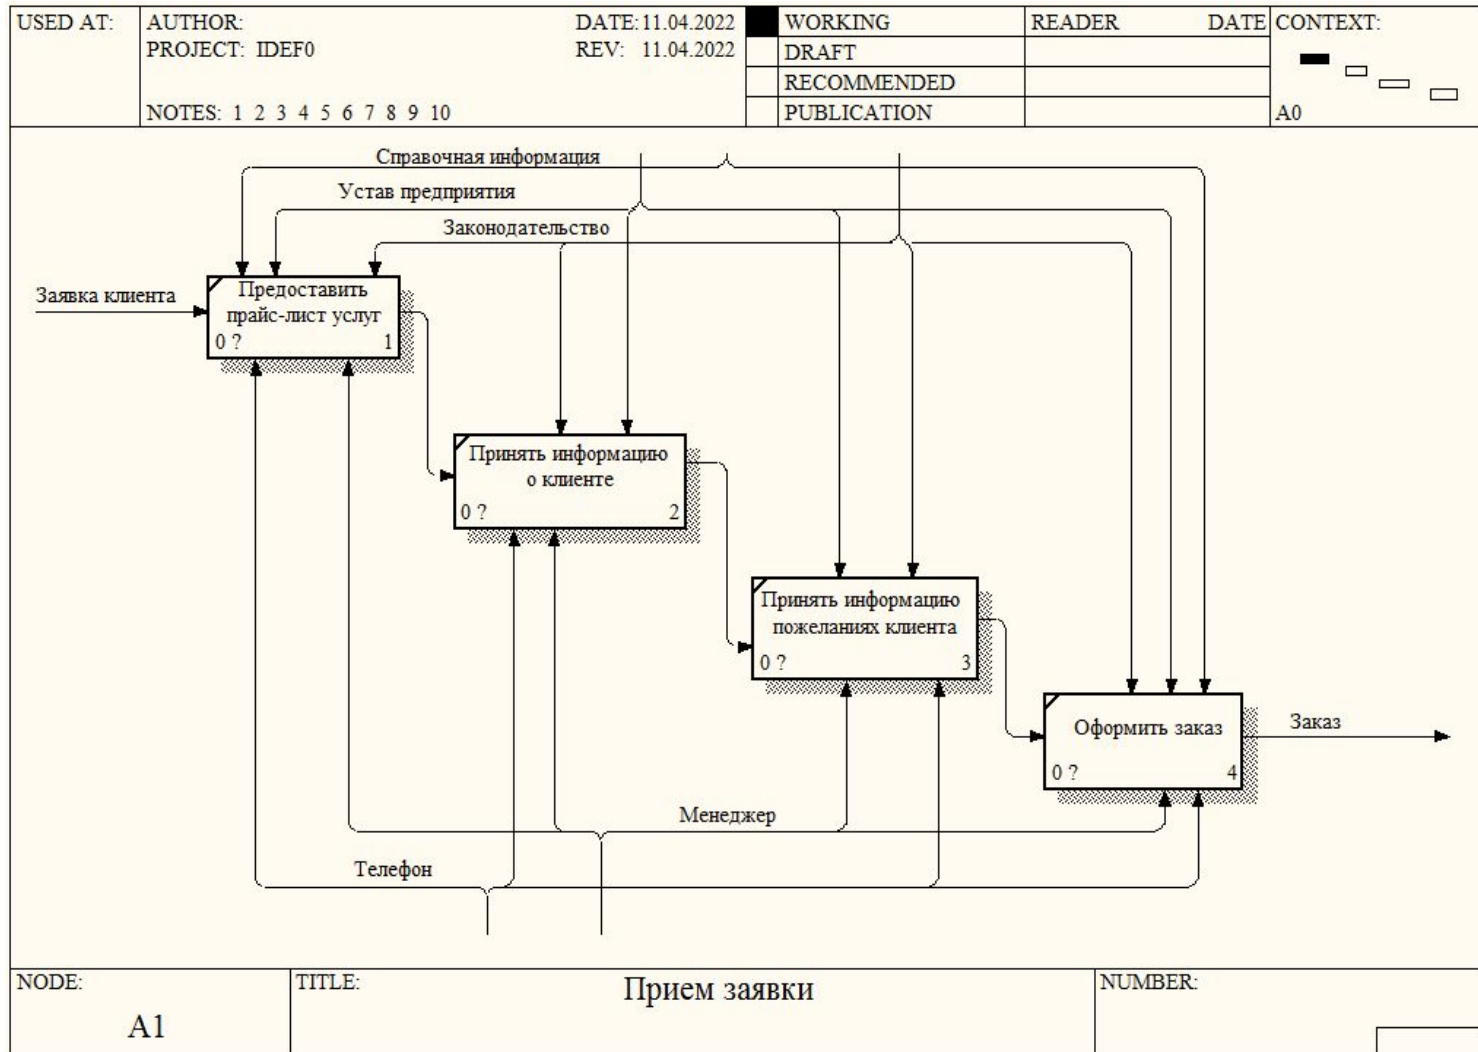 USED AT:
AUTHOR:
DATE: 11.04.2022
PROJECT: IDEF0
REV: 11.04.2022
NOTES: 1 2 3 4 5 6 7 8 9 10
WORKING
DRAFT
RECOMMENDED
PUBLICATION
READER
DATE
CONTEXT:
A0
Справочная информация
Устав предприятия
Законодательство
Заявка клиента
Предоставить
прайс-лист услуг
0 ?
1
Принять информацию
о клиенте
0 ?
2
Принять информацию
пожеланиях клиента
0 ?
3
Оформить заказ
0 ?
4
Заказ
Менеджер
Телефон
NODE:
A1
TITLE:
Прием заявки
NUMBER: